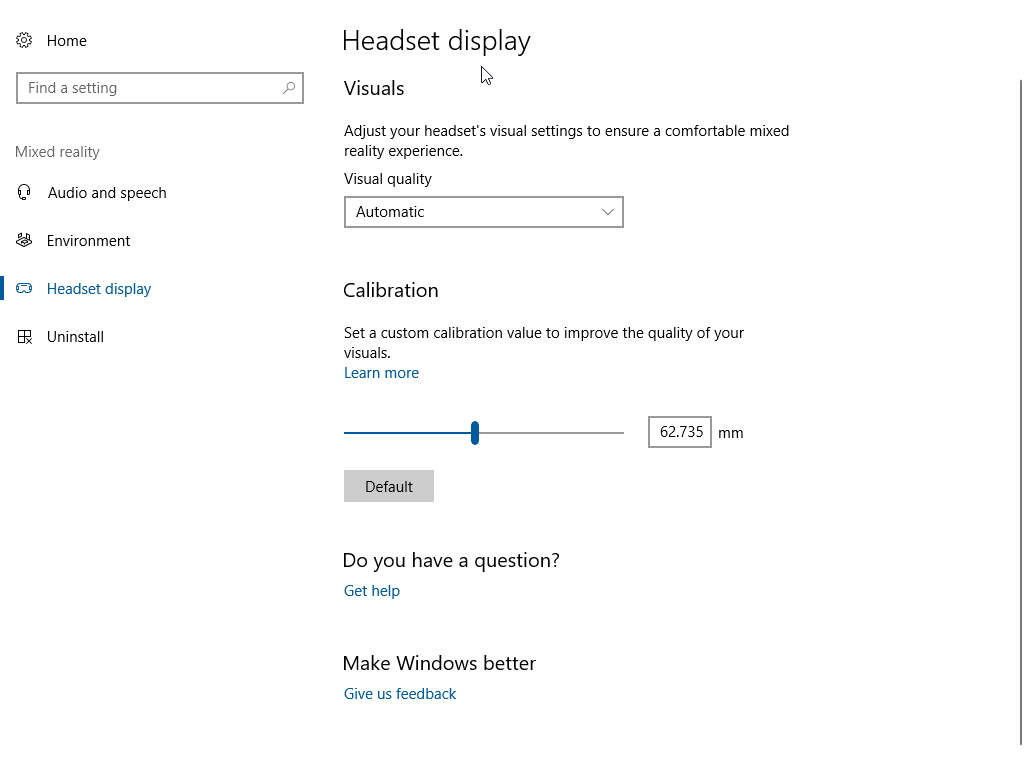 Home
Find a setting
Mixed reality
Audio and speech
Environment
Headset display
Uninstall
Headset display
Visuals
Adjust your headset's visual settings to ensure a comfortable mixed
reality experience.
Visual quality
Automatic
Calibration
Set a custom calibration value to improve the quality of your
visuals.
Learn more
62.735 mm
Default
Do you have a question?
Get help
Make Windows better
Give us feedback